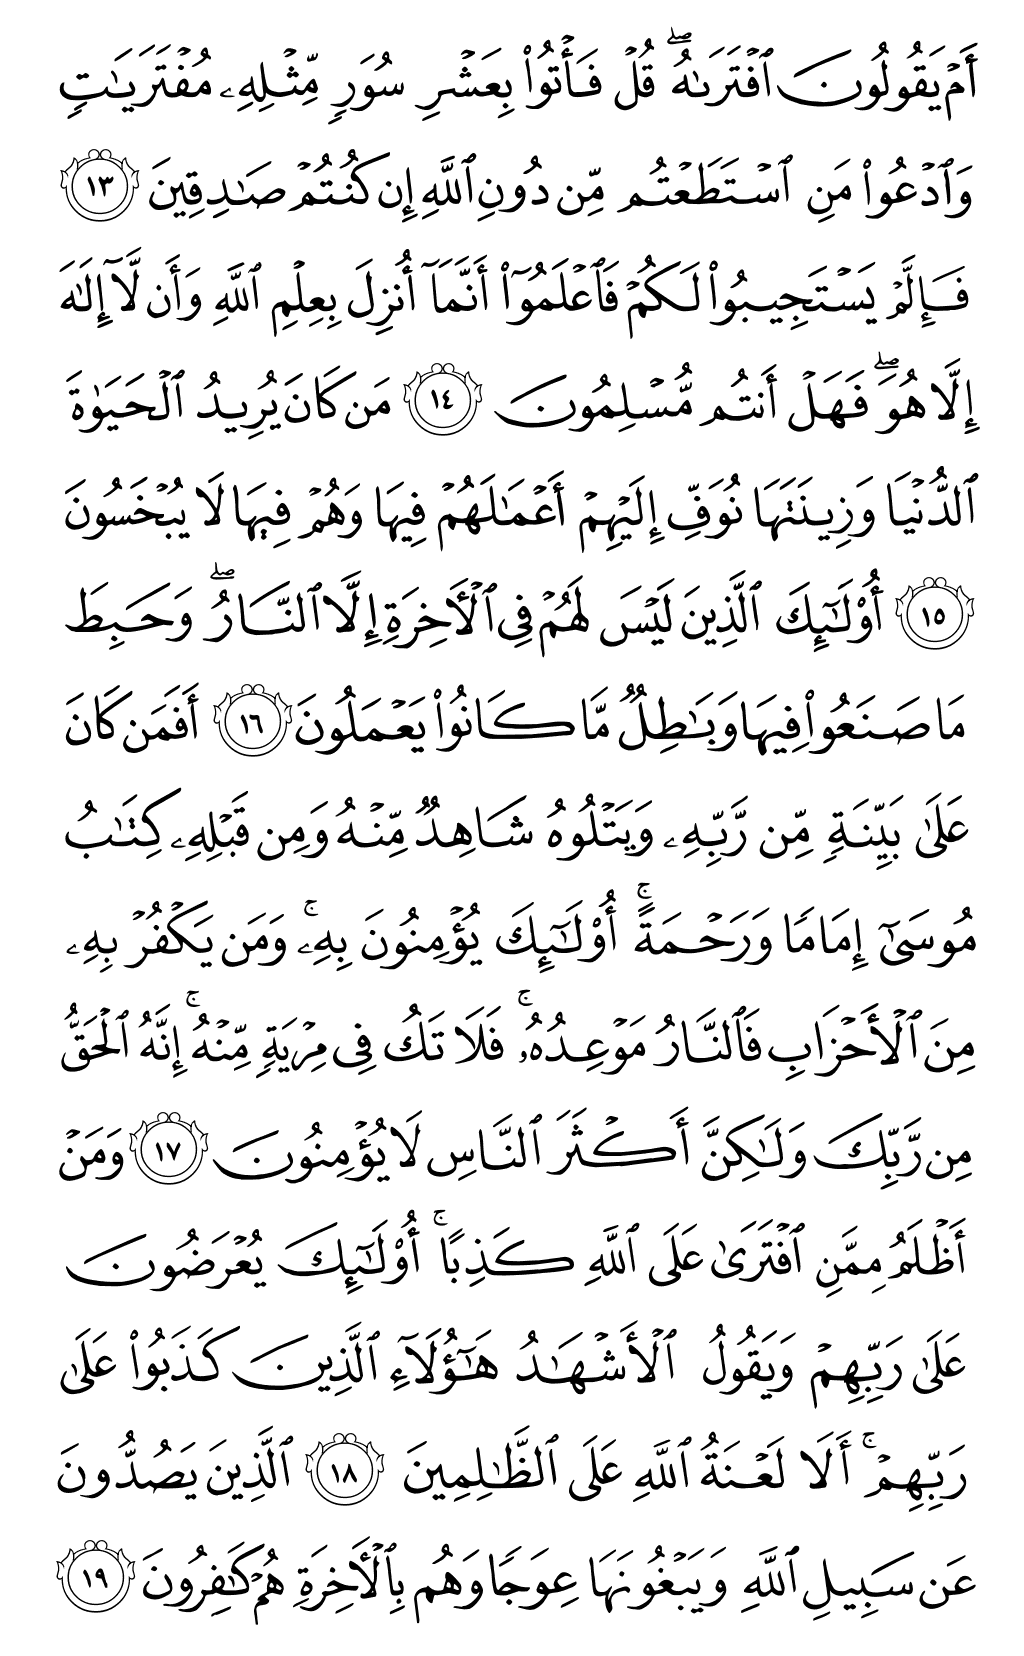 أَمْ يَقُولُونَ ٱفْتَرَىٰهُ ۖ قُلْ فَأْتُوا۟ بِعَشْرِ سُوَرٍ مِّثْلِهِۦ مُفْتَرَيَـٰتٍ
وَٱدْعُوا۟ مَنِ ٱسْتَطَعْتُم مِّن دُونِ ٱللَّهِ إِن كُنتُمْ صَـٰدِقِينَ ١٣
فَإِلَّمْ يَسْتَجِيبُوا۟ لَكُمْ فَٱعْلَمُوٓا۟ أَنَّمَآ أُنزِلَ بِعِلْمِ ٱللَّهِ وَأَن لَّآ إِلَـٰهَ
إِلَّا هُوَ ۖ فَهَلْ أَنتُم مُّسْلِمُونَ ١٤ مَن كَانَ يُرِيدُ ٱلْحَيَوٰةَ
ٱلدُّنْيَا وَزِينَتَهَا نُوَفِّ إِلَيْهِمْ أَعْمَـٰلَهُمْ فِيهَا وَهُمْ فِيهَا لَا يُبْخَسُونَ
١٥ أُو۟لَـٰٓئِكَ ٱلَّذِينَ لَيْسَ لَهُمْ فِى ٱلْـَٔاخِرَةِ إِلَّا ٱلنَّارُ ۖ وَحَبِطَ
مَا صَنَعُوا۟ فِيهَا وَبَـٰطِلٌ مَّا كَانُوا۟ يَعْمَلُونَ ١٦ أَفَمَن كَانَ
عَلَىٰ بَيِّنَةٍ مِّن رَّبِّهِۦ وَيَتْلُوهُ شَاهِدٌ مِّنْهُ وَمِن قَبْلِهِۦ كِتَـٰبُ
مُوسَىٰٓ إِمَامًا وَرَحْمَةً ۚ أُو۟لَـٰٓئِكَ يُؤْمِنُونَ بِهِۦ ۚ وَمَن يَكْفُرْ بِهِۦ
مِنَ ٱلْأَحْزَابِ فَٱلنَّارُ مَوْعِدُهُۥ ۚ فَلَا تَكُ فِى مِرْيَةٍ مِّنْهُ ۚ إِنَّهُ ٱلْحَقُّ
مِن رَّبِّكَ وَلَـٰكِنَّ أَكْثَرَ ٱلنَّاسِ لَا يُؤْمِنُونَ ١٧ وَمَنْ
أَظْلَمُ مِمَّنِ ٱفْتَرَىٰ عَلَى ٱللَّهِ كَذِبًا ۚ أُو۟لَـٰٓئِكَ يُعْرَضُونَ
عَلَىٰ رَبِّهِمْ وَيَقُولُ ٱلْأَشْهَـٰدُ هَـٰٓؤُلَآءِ ٱلَّذِينَ كَذَبُوا۟ عَلَىٰ
رَبِّهِمْ ۚ أَلَا لَعْنَةُ ٱللَّهِ عَلَى ٱلظَّـٰلِمِينَ ١٨ ٱلَّذِينَ يَصُدُّونَ
عَن سَبِيلِ ٱللَّهِ وَيَبْغُونَهَا عِوَجًا وَهُم بِٱلْـَٔاخِرَةِ هُمْ كَـٰفِرُونَ ١٩